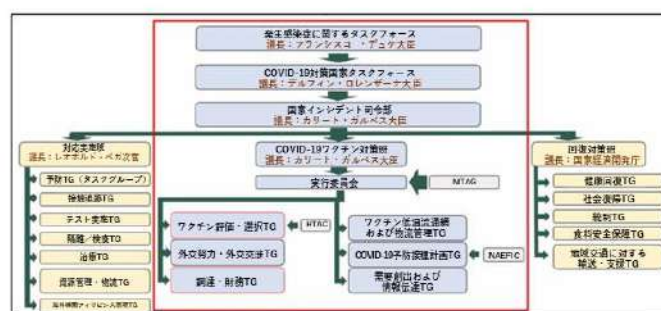 発生感染症に関するタスクフォース
議長：フランシスコ・デュケ大臣
COVID-19対策国家タスクフォース
議長：デルフィン・ロレンザーナ大臣
国家インシデント司令部
議長：カリート・ガルベス大臣
対応実施班
議長：レオポルド・ベガ次官
予防TG（タスクグループ）
接触追跡TG
テスト実施TG
隔離／検査TG
治療TG
資源管理・物流TG
COVID-19ワクチン対策班
議長：カリート・ガルベス大臣
実行委員会
NITAG
ワクチン評価・選択TG
HTAC
外交努力・外交交渉TG
調達・財務TG
ワクチン低温流通網
および物流管理TG
COVID-19予防接種計画TG
NAEFIC
需要創出および
情報伝達TG
回復対策班
議長：国家経済開発庁
健康回復TG
社会復帰TG
統制TG
食料安全保障TG
地域交通に対する
輸送・支援TG